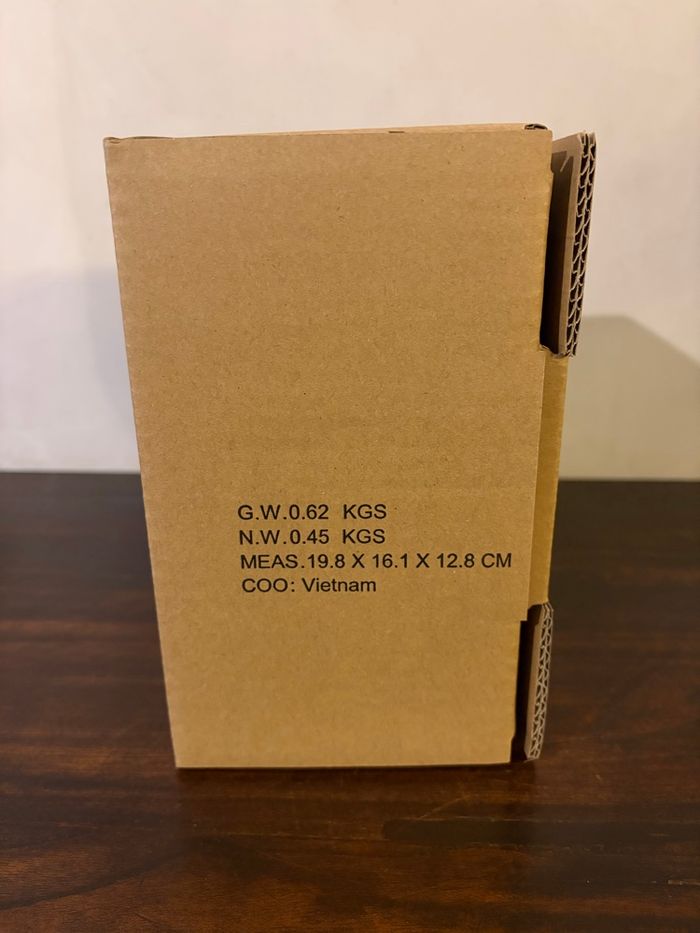 G.W.0.62 KGS
N.W.0.45 KGS
MEAS.19.8 X 16.1 X 12.8 CM
COO: Vietnam